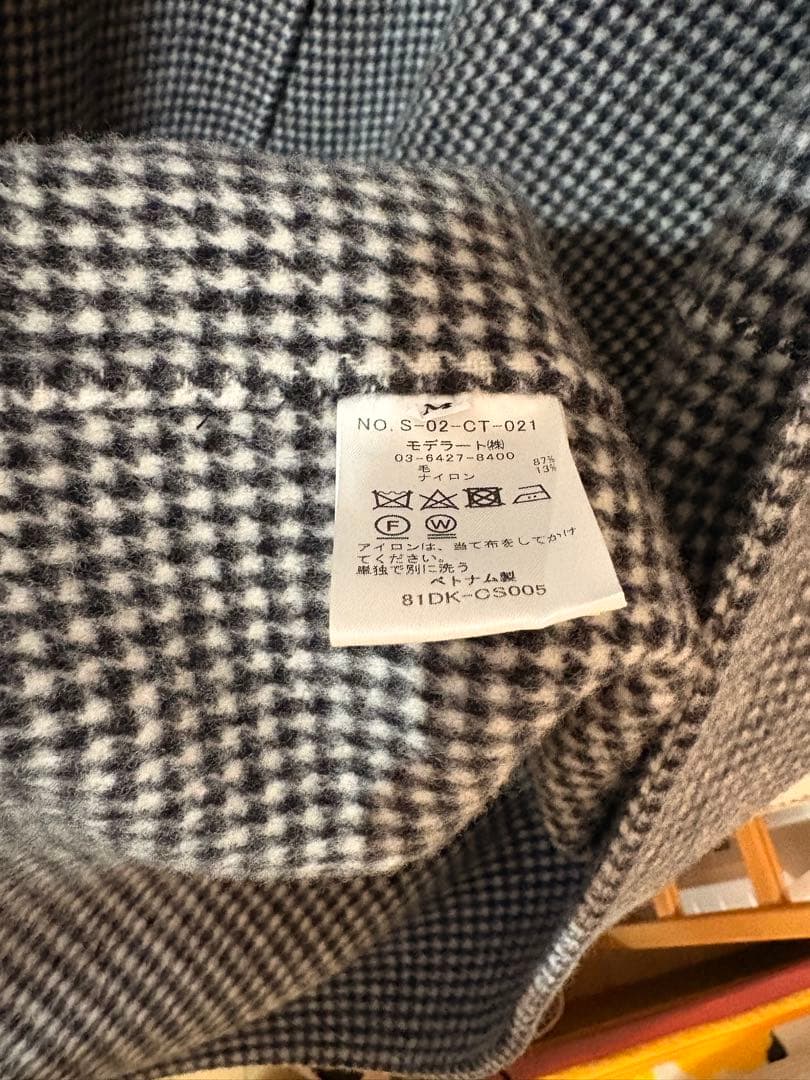 M
NO. S-02-CT-021
モデラート㈱
03-6427-8400
毛 87%
ナイロン 13%
F W
アイロンは、当て布をしてかけ
てください。
単独で別に洗う
ベトナム製
81DK-CS005